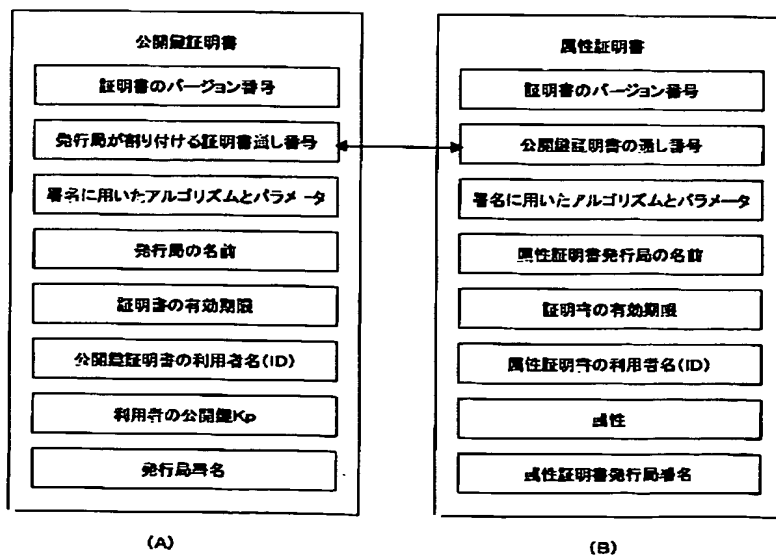 公開鍵証明書
証明書のバージョン番号
発行局が割り付ける証明書通し番号
署名に用いたアルゴリズムとパラメータ
発行局の名前
証明書の有効期限
公開鍵証明書の利用者名(ID)
利用者の公開鍵Kp
発行局署名
(A)
属性証明書
証明書のバージョン番号
公開鍵証明書の通し番号
署名に用いたアルゴリズムとパラメータ
属性証明書発行局の名前
証明書の有効期限
属性証明書の利用者名(ID)
属性
属性証明書発行局署名
(B)